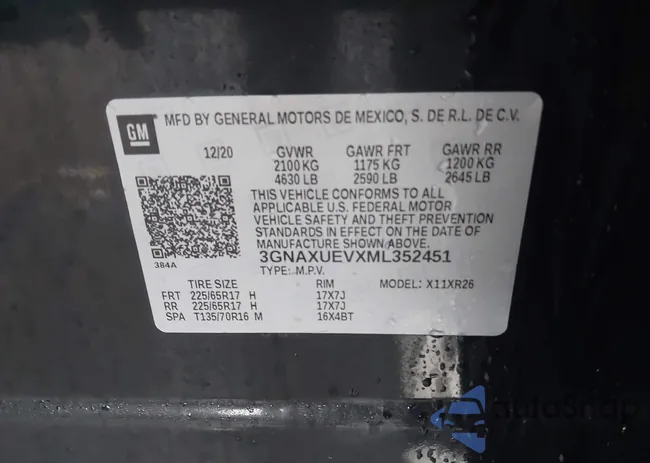 GM
MFD BY GENERAL MOTORS DE MEXICO, S. DE R.L. DE C.V.
12/20 GVWR GAWR FRT GAWR RR
2100 KG 1175 KG 1200 KG
4630 LB 2590 LB 2645 LB
THIS VEHICLE CONFORMS TO ALL
APPLICABLE U.S. FEDERAL MOTOR
VEHICLE SAFETY AND THEFT PREVENTION
STANDARDS IN EFFECT ON THE DATE OF
MANUFACTURE SHOWN ABOVE.
384A
3GNAXUEVXML352451
TYPE: M.P.V.
TIRE SIZE RIM MODEL: X11XR26
FRT 225/65R17 H 17X7J
RR 225/65R17 H 17X7J
SPA T135/70R16 M 16X4BT
AutoShop